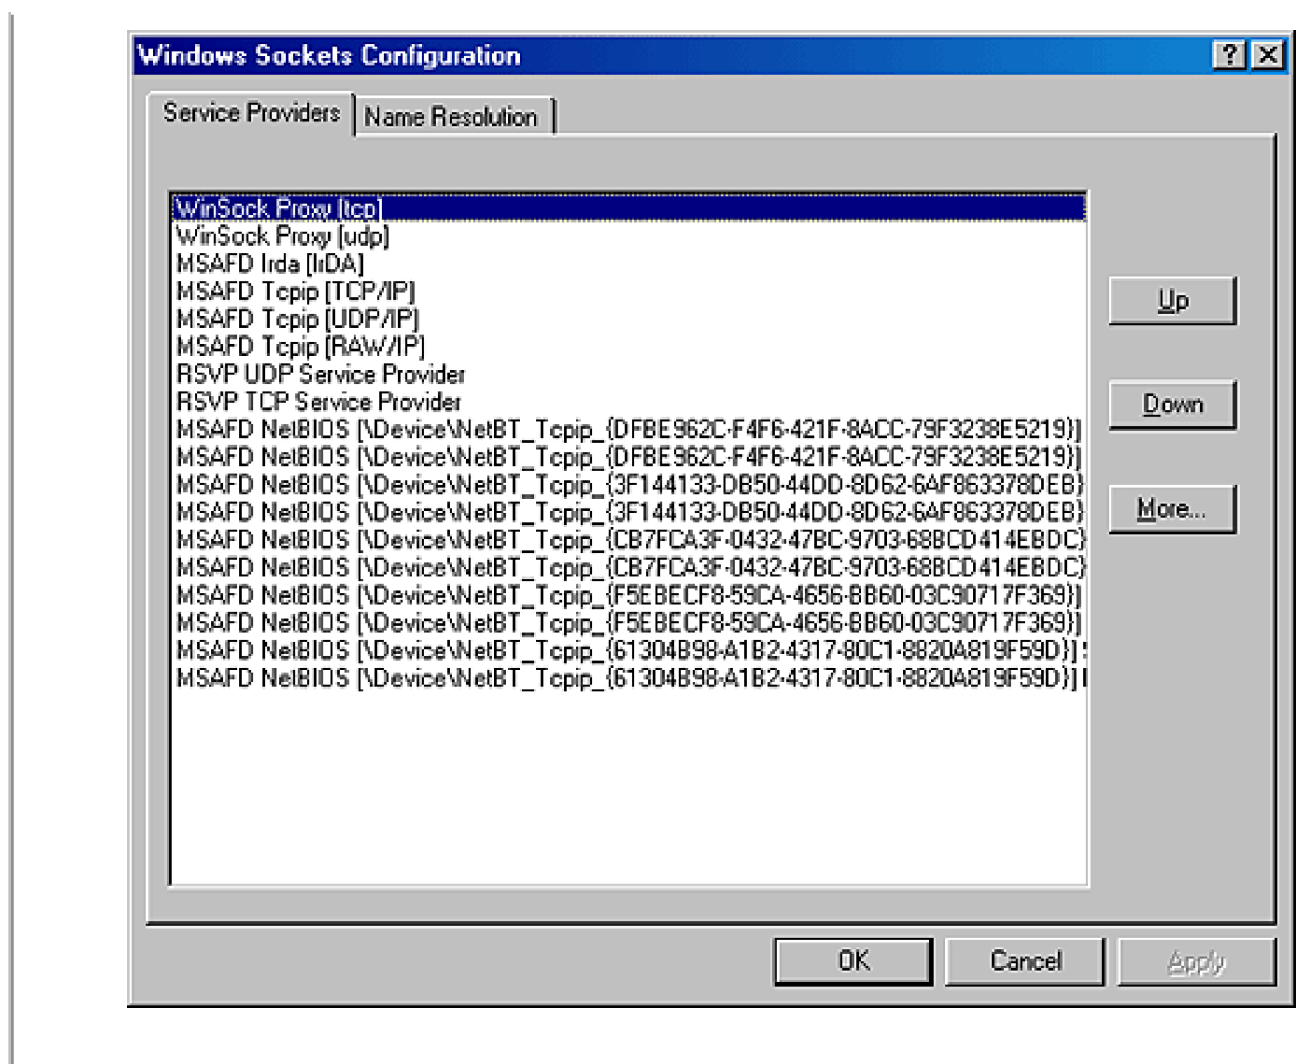 Windows Sockets Configuration
Service Providers
Name Resolution
WinSock Proxy [tcp]
WinSock Proxy [udp]
MSAFD Irda [IrDA]
MSAFD Tcpip [TCP/IP]
MSAFD Tcpip [UDP/IP]
MSAFD Tcpip [RAW/IP]
RSVP UDP Service Provider
RSVP TCP Service Provider
MSAFD NetBIOS [\Device\NetBT_Tcpip_{DFBE962C-F4F6-421F-8ACC-79F3238E5219}]
MSAFD NetBIOS [\Device\NetBT_Tcpip_{DFBE962C-F4F6-421F-8ACC-79F3238E5219}]
MSAFD NetBIOS [\Device\NetBT_Tcpip_{3F144133-DB50-44DD-8D62-6AF863378DEB}
MSAFD NetBIOS [\Device\NetBT_Tcpip_{3F144133-DB50-44DD-8D62-6AF863378DEB}
MSAFD NetBIOS [\Device\NetBT_Tcpip_{CB7FCA3F-0432-47BC-9703-68BCD414EBDC}
MSAFD NetBIOS [\Device\NetBT_Tcpip_{CB7FCA3F-0432-47BC-9703-68BCD414EBDC}
MSAFD NetBIOS [\Device\NetBT_Tcpip_{F5EBECF8-59CA-4656-BB60-03C90717F369}]
MSAFD NetBIOS [\Device\NetBT_Tcpip_{F5EBECF8-59CA-4656-BB60-03C90717F369}]
MSAFD NetBIOS [\Device\NetBT_Tcpip_{61304B98-A1B2-4317-80C1-8820A819F59D}]
MSAFD NetBIOS [\Device\NetBT_Tcpip_{61304B98-A1B2-4317-80C1-8820A819F59D}]
Up
Down
More...
OK
Cancel
Apply